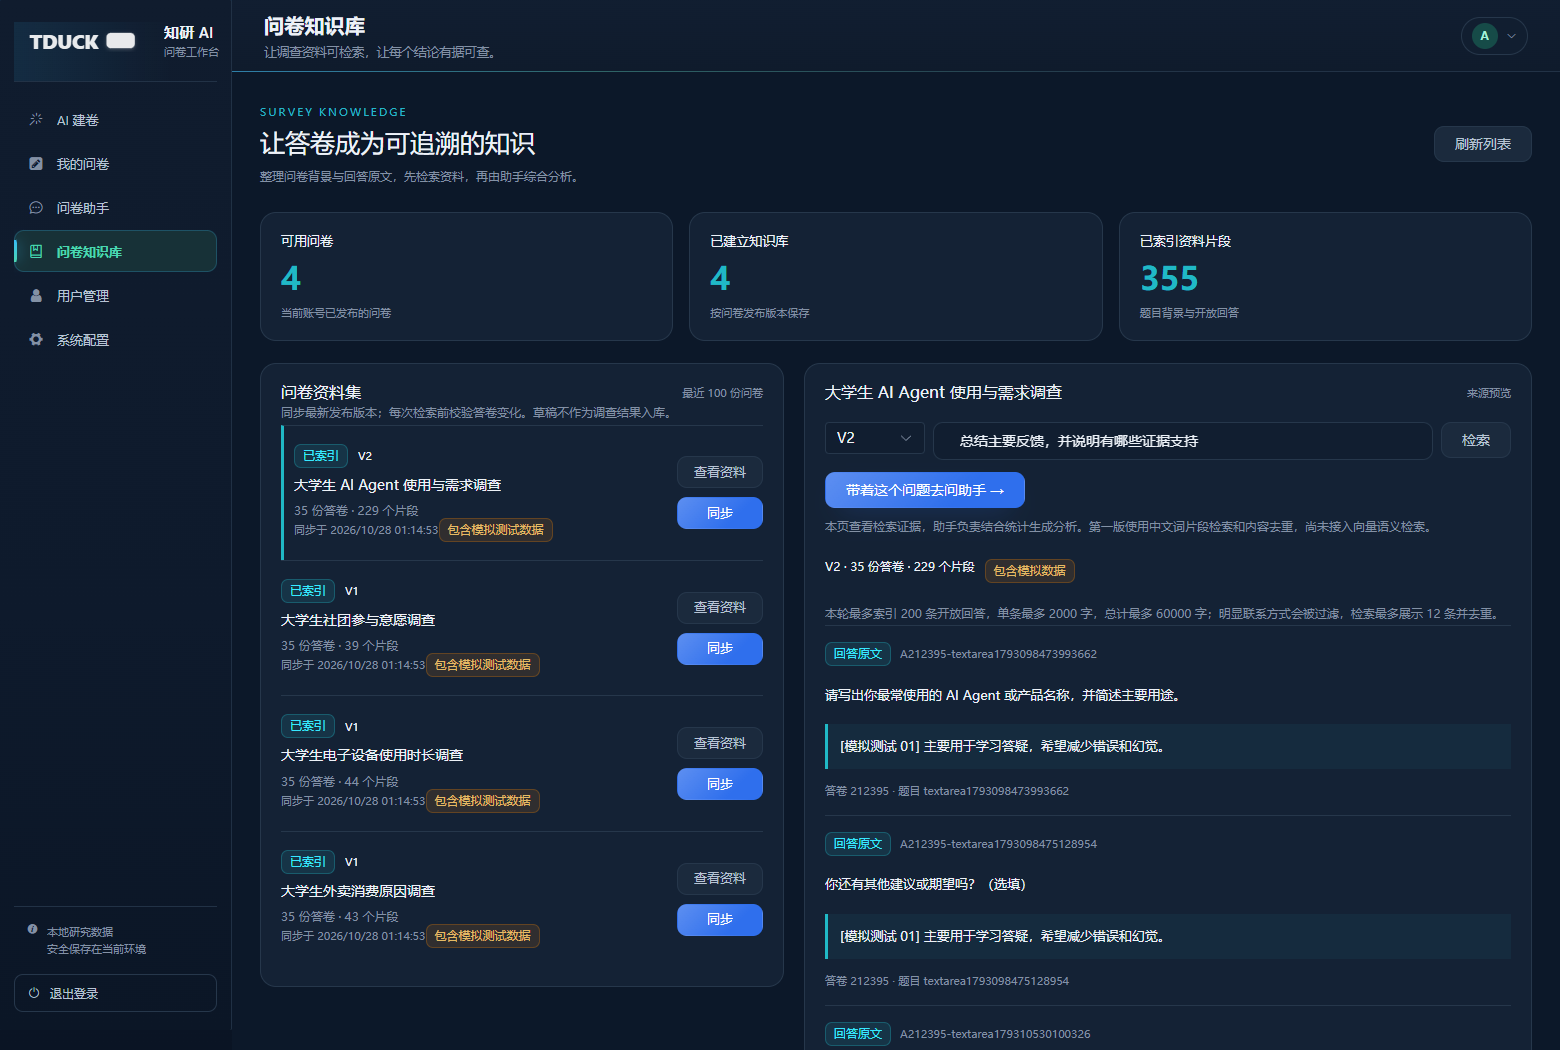 TDUCK
知研 AI
问卷工作台
AI 建卷
我的问卷
问卷助手
问卷知识库
用户管理
系统配置
本地研究数据
安全保存在当前环境
退出登录
问卷知识库
让调查资料可检索，让每个结论有据可查。
A
SURVEY KNOWLEDGE
让答卷成为可追溯的知识
整理问卷背景与回答原文，先检索资料，再由助手综合分析。
刷新列表
可用问卷
4
当前账号已发布的问卷
已建立知识库
4
按问卷发布版本保存
已索引资料片段
355
题目背景与开放回答
问卷资料集
最近 100 份问卷
同步最新发布版本；每次检索前校验答卷变化。草稿不作为调查结果入库。
已索引 V2
大学生 AI Agent 使用与需求调查
35 份答卷 · 229 个片段
同步于 2026/10/28 01:14:53 包含模拟测试数据
查看资料
同步
已索引 V1
大学生社团参与意愿调查
35 份答卷 · 39 个片段
同步于 2026/10/28 01:14:53 包含模拟测试数据
查看资料
同步
已索引 V1
大学生电子设备使用时长调查
35 份答卷 · 44 个片段
同步于 2026/10/28 01:14:53 包含模拟测试数据
查看资料
同步
已索引 V1
大学生外卖消费原因调查
35 份答卷 · 43 个片段
同步于 2026/10/28 01:14:53 包含模拟测试数据
查看资料
同步
大学生 AI Agent 使用与需求调查
来源预览
V2
总结主要反馈，并说明有哪些证据支持
检索
带着这个问题去问助手 →
本页查看检索证据，助手负责结合统计生成分析。第一版使用中文词片段检索和内容去重，尚未接入向量语义检索。
V2 · 35 份答卷 · 229 个片段 包含模拟数据
本轮最多索引 200 条开放回答，单条最多 2000 字，总计最多 60000 字；明显联系方式会被过滤，检索最多展示 12 条并去重。
回答原文 A212395-textarea1793098473993662
请写出你最常使用的 AI Agent 或产品名称，并简述主要用途。
[模拟测试 01] 主要用于学习答疑，希望减少错误和幻觉。
答卷 212395 · 题目 textarea1793098473993662
回答原文 A212395-textarea1793098475128954
你还有其他建议或期望吗？（选填）
[模拟测试 01] 主要用于学习答疑，希望减少错误和幻觉。
答卷 212395 · 题目 textarea1793098475128954
回答原文 A212395-textarea179310530100326